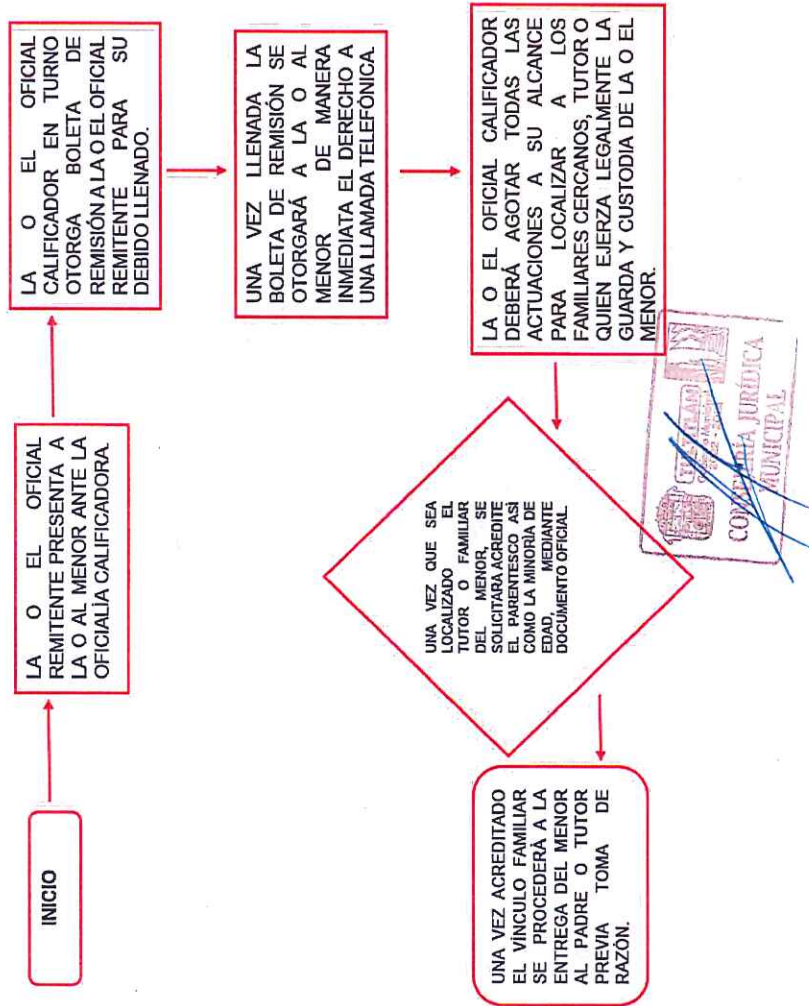 INICIO
LA O EL OFICIAL
REMITENTE PRESENTA A
LA O AL MENOR ANTE LA
OFICIALÍA CALIFICADORA.
LA O EL OFICIAL
CALIFICADOR EN TURNO
OTORGA BOLETA DE
REMISIÓN A LA O EL OFICIAL
REMITENTE PARA SU
DEBIDO LLENADO.
UNA VEZ LLENADA LA
BOLETA DE REMISIÓN SE
OTORGARÁ A LA O AL
MENOR DE MANERA
INMEDIATA EL DERECHO A
UNA LLAMADA TELEFÓNICA.
LA O EL OFICIAL CALIFICADOR
DEBERÁ AGOTAR TODAS LAS
ACTUACIONES A SU ALCANCE
PARA LOCALIZAR A LOS
FAMILIARES CERCANOS, TUTOR O
QUIEN EJERZA LEGALMENTE LA
GUARDA Y CUSTODIA DE LA O EL
MENOR.
UNA VEZ QUE SEA
LOCALIZADO EL
TUTOR O FAMILIAR
DEL MENOR, SE
SOLICITARA ACREDITE
EL PARENTESCO ASÍ
COMO LA MINORÍA DE
EDAD, MEDIANTE
DOCUMENTO OFICIAL.
UNA VEZ ACREDITADO
EL VÍNCULO FAMILIAR
SE PROCEDERÁ A LA
ENTREGA DEL MENOR
AL PADRE O TUTOR
PREVIA TOMA DE
RAZÓN.
JURÍDICA
MUNICIPAL